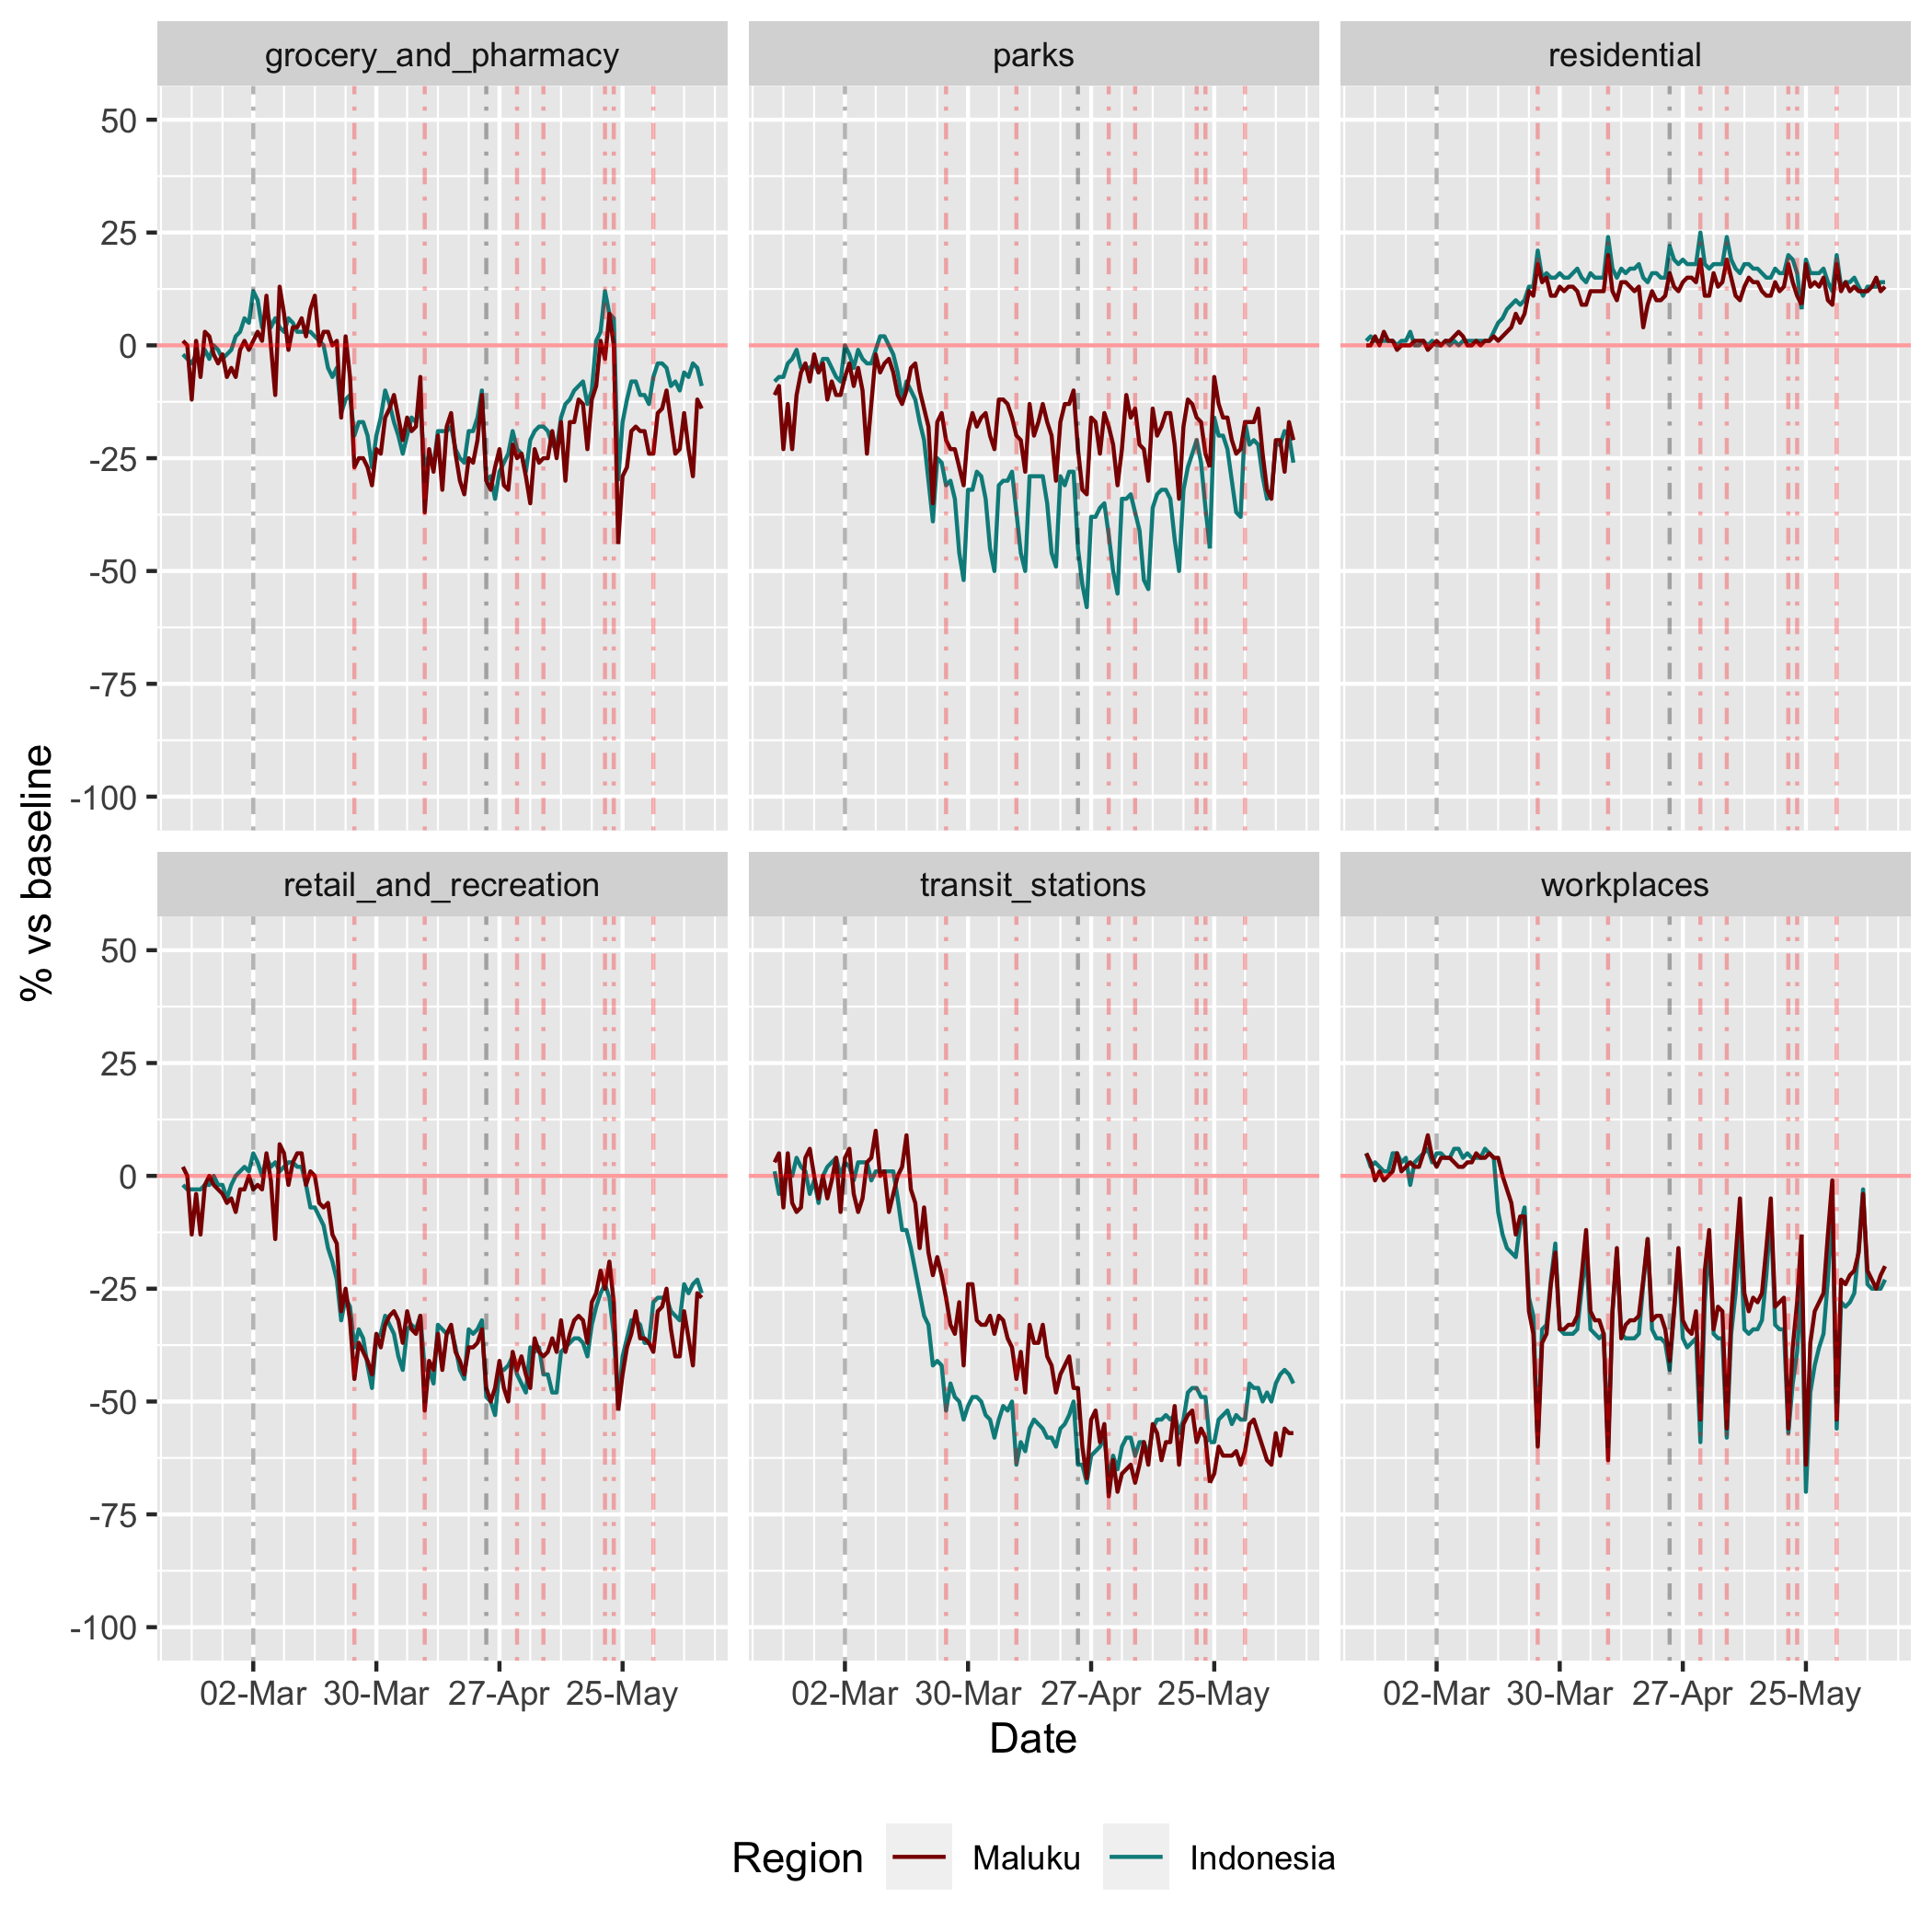 grocery_and_pharmacy parks residential
50
25
0
-25
-50
-75
-100
% vs baseline
retail_and_recreation transit_stations workplaces
50
25
0
-25
-50
-75
-100
02-Mar 30-Mar 27-Apr 25-May 02-Mar 30-Mar 27-Apr 25-May 02-Mar 30-Mar 27-Apr 25-May
Date
Region Maluku Indonesia